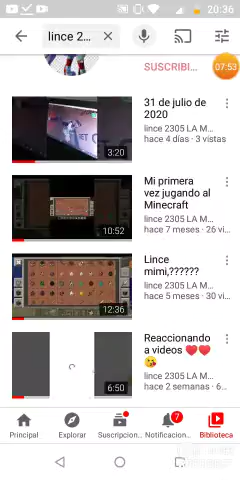 20:36
lince 2...
SUSCRIBI...
07:53
31 de julio de
2020
lince 2305 LA M...
hace 4 días · 3 vistas
3:20
Mi primera
vez jugando al
Minecraft
lince 2305 LA M...
hace 7 meses · 26 vi...
10:52
Lince
mimi,??????
lince 2305 LA M...
hace 5 meses · 30 vi...
12:36
Reaccionando
a videos ♥️♥️
😘
lince 2305 LA M...
hace 2 semanas · 6...
6:50
7
Principal
Explorar
Suscripcion...
Notificacion...
Biblioteca